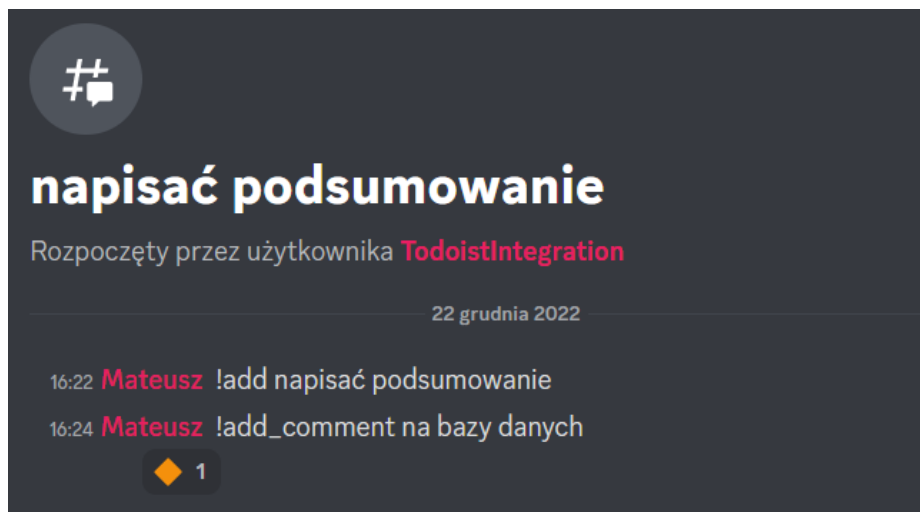 napisać podsumowanie
Rozpoczęty przez użytkownika TodoistIntegration
22 grudnia 2022
16:22 Mateusz !add napisać podsumowanie
16:24 Mateusz !add_comment na bazy danych
1